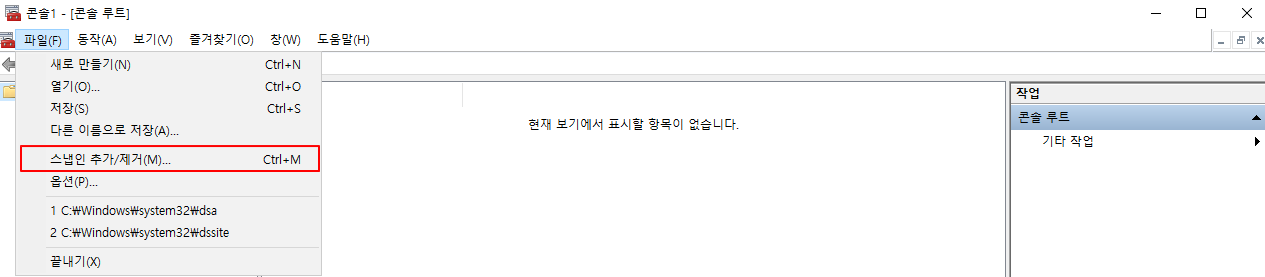 콘솔1 - [콘솔 루트]
파일(F) 동작(A) 보기(V) 즐겨찾기(O) 창(W) 도움말(H)
새로 만들기(N) Ctrl+N
열기(O)... Ctrl+O
저장(S) Ctrl+S
다른 이름으로 저장(A)...
스냅인 추가/제거(M)... Ctrl+M
옵션(P)...
1 C:₩Windows₩system32₩dsa
2 C:₩Windows₩system32₩dssite
끝내기(X)
현재 보기에서 표시할 항목이 없습니다.
작업
콘솔 루트
기타 작업